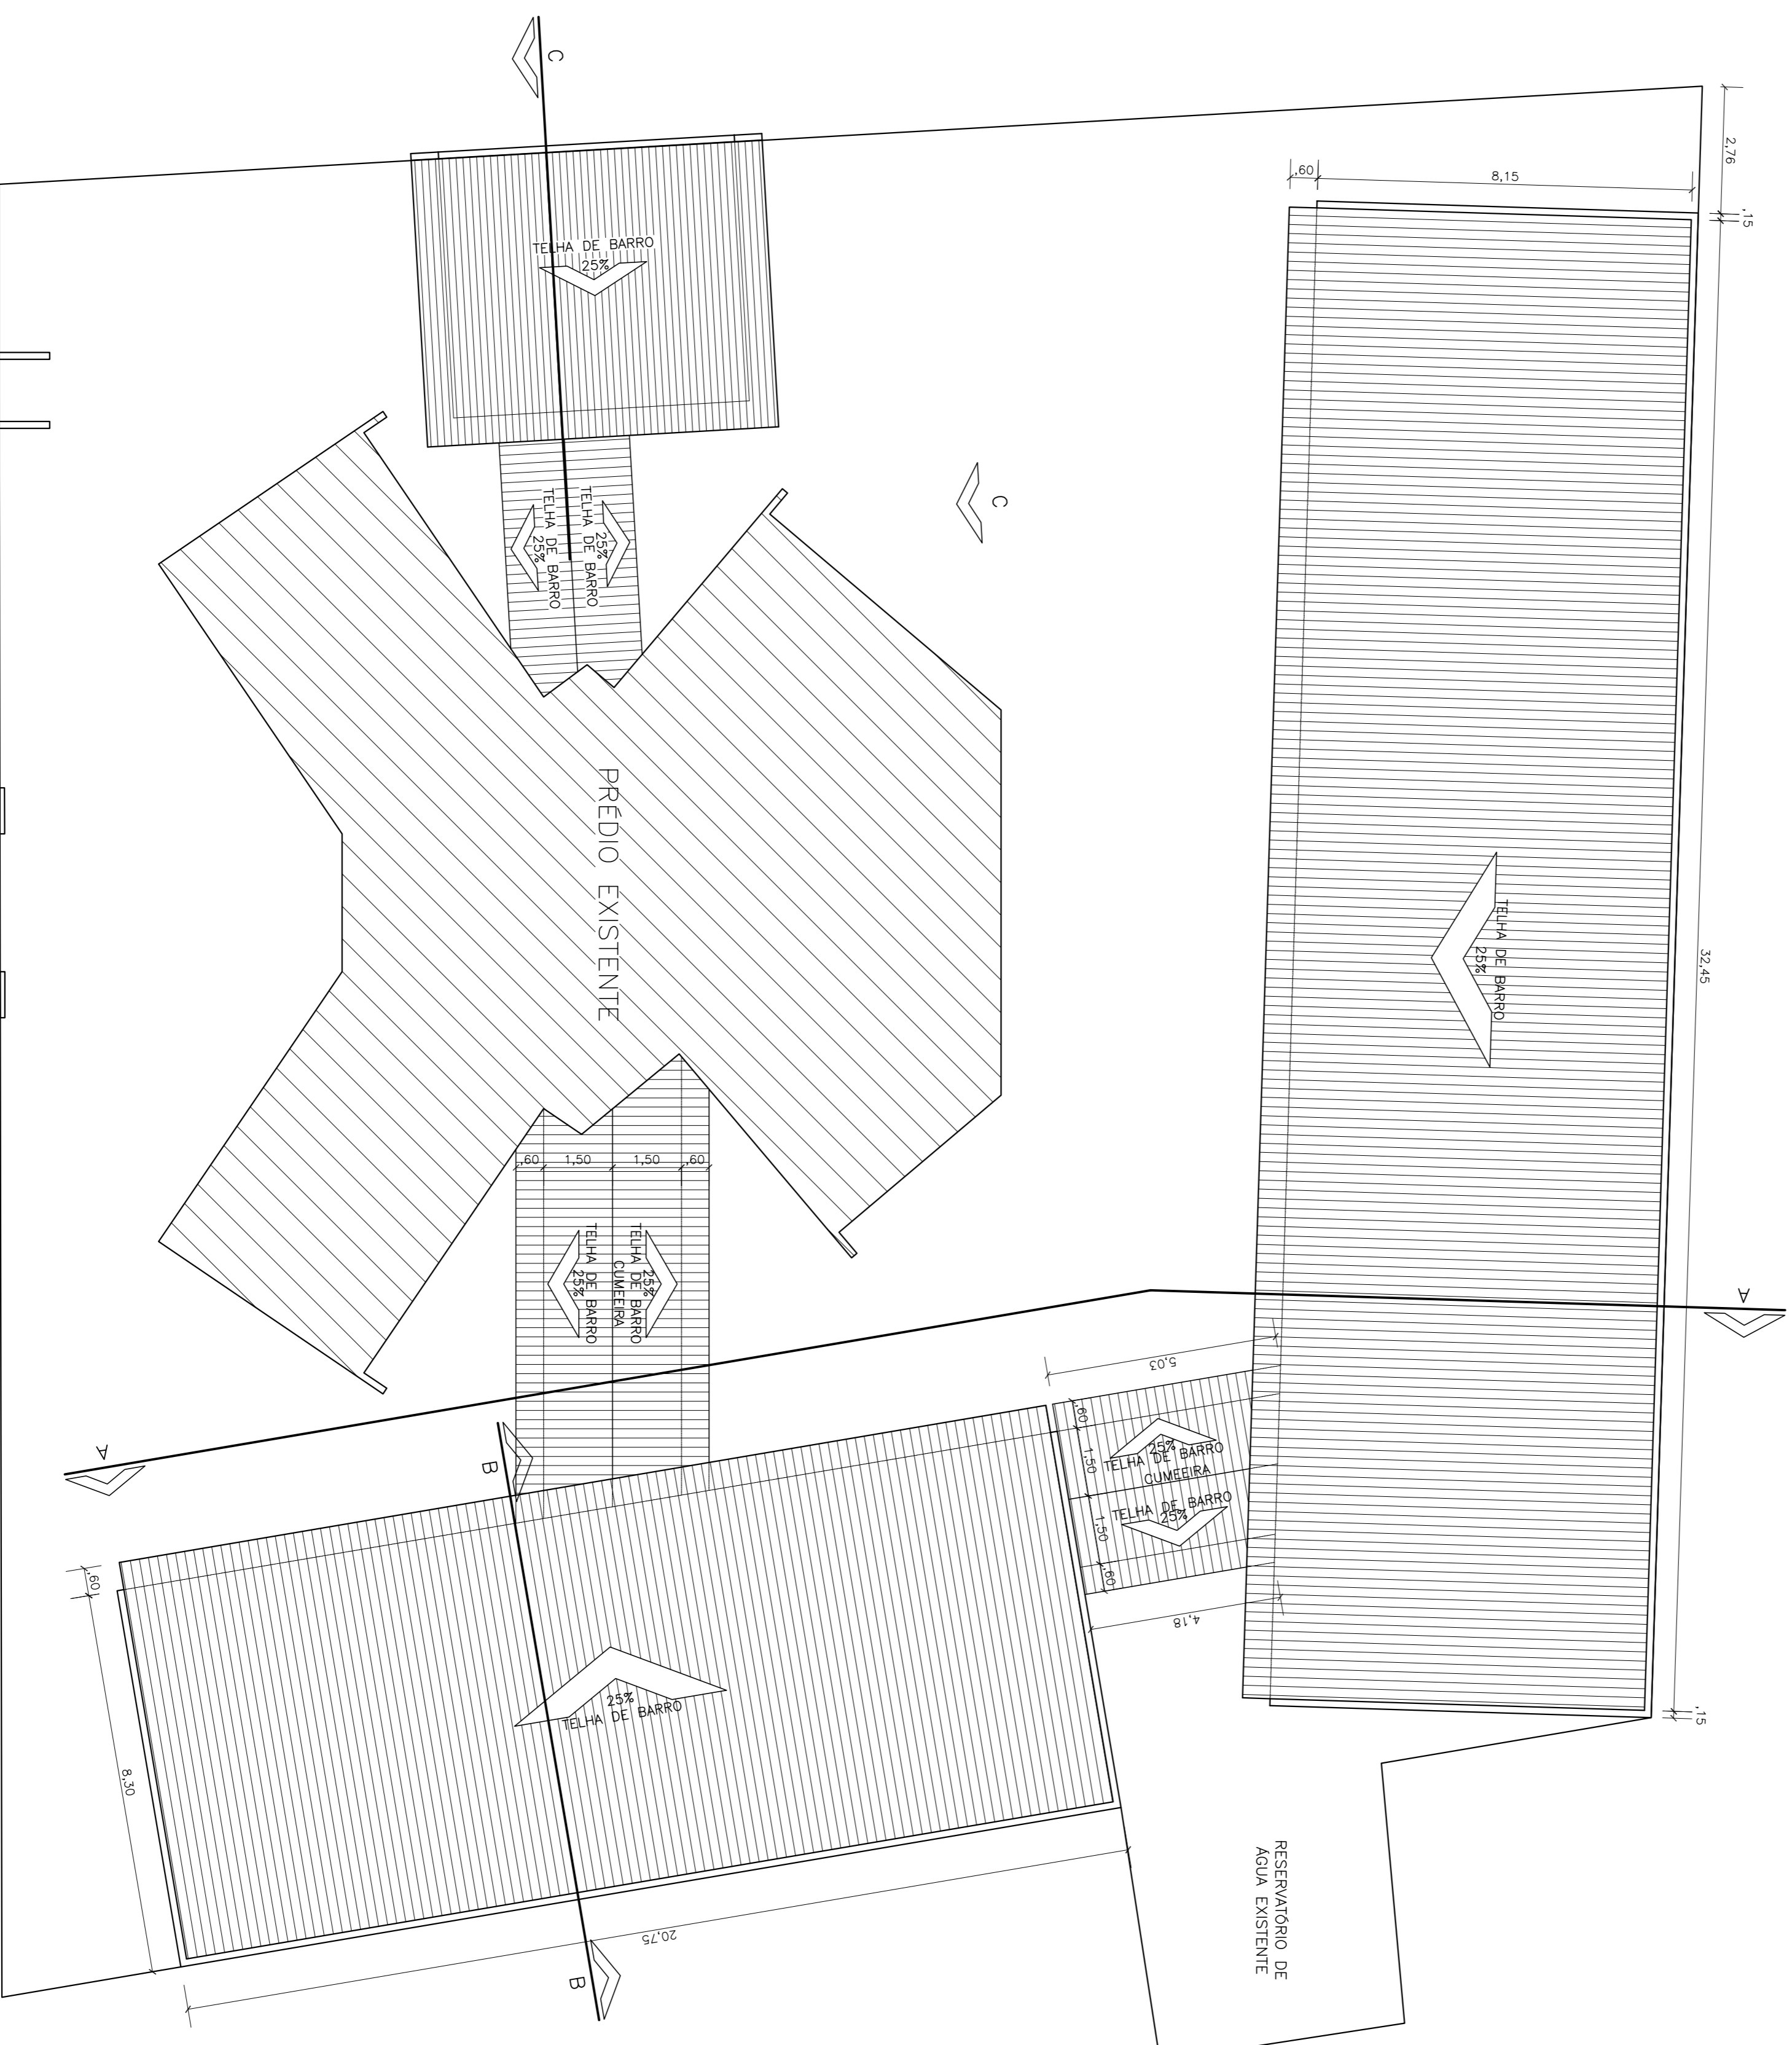 C
2,76
,15
,60
8,15
TELHA DE BARRO
25%
C
TELHA DE BARRO
25%
TELHA DE BARRO
25%
PRÉDIO EXISTENTE
TELHA DE BARRO
25%
32,45
,60
1,50
1,50
,60
TELHA DE BARRO
25%
CUMEEIRA
TELHA DE BARRO
25%
A
5,03
,60
1,50
1,50
,60
25%
TELHA DE BARRO
CUMEEIRA
TELHA DE BARRO
25%
4,18
A
B
,60
8,30
25%
TELHA DE BARRO
20,75
B
,15
RESERVATÓRIO DE
ÁGUA EXISTENTE